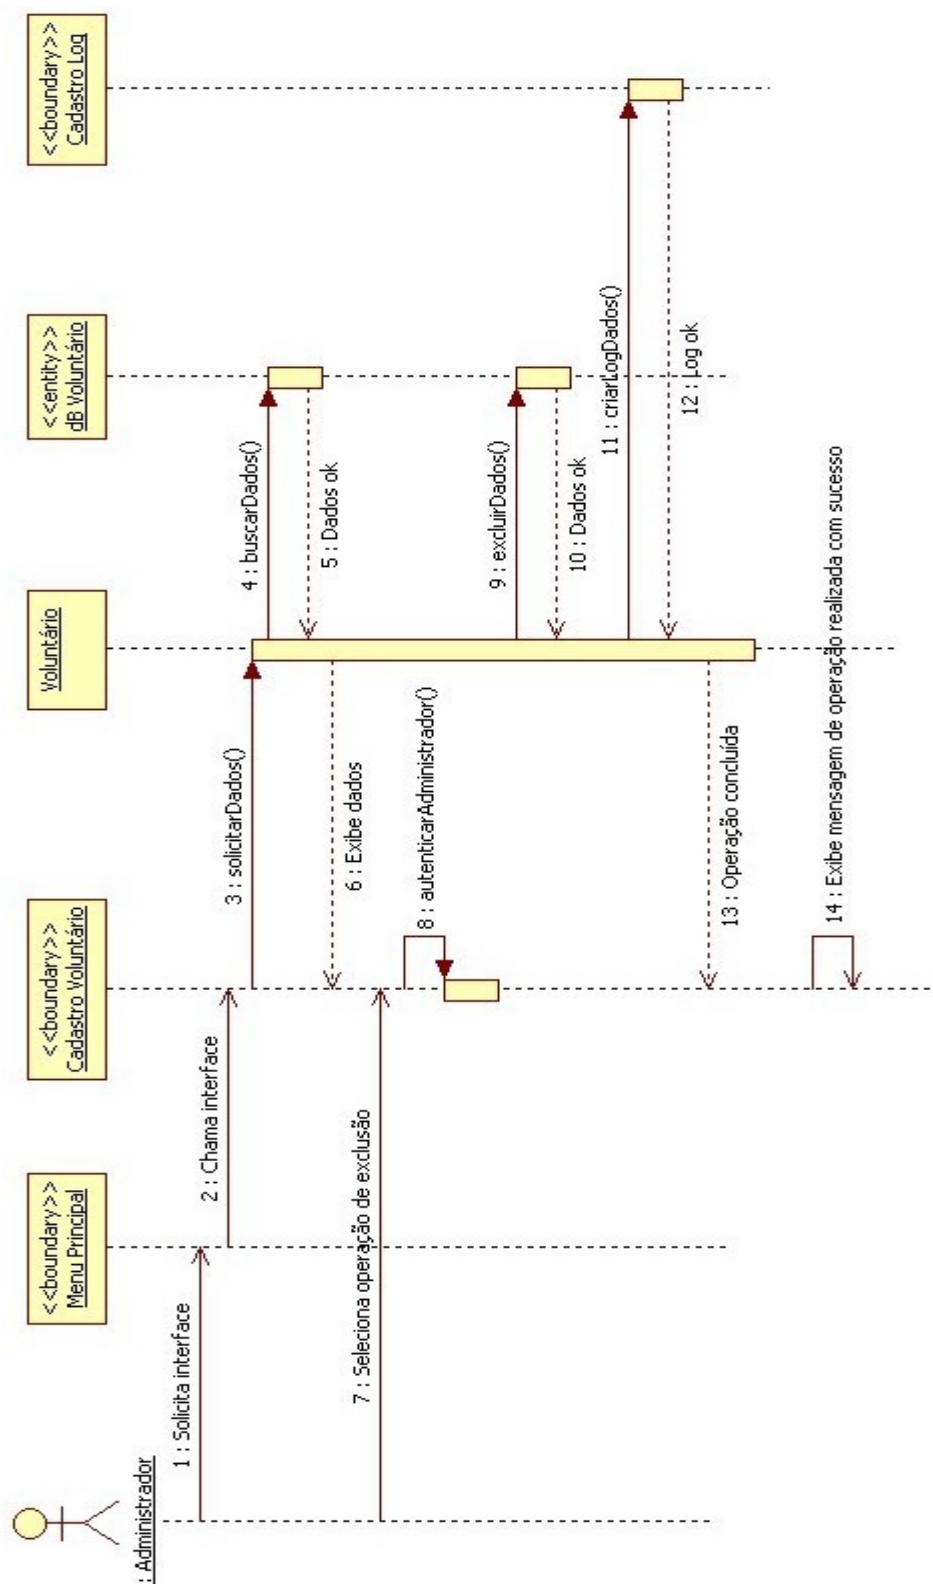 : Administrador
<<boundary>>
Menu Principal
<<boundary>>
Cadastro Voluntário
Voluntário
<<entity>>
dB Voluntário
<<boundary>>
Cadastro Log
1 : Solicita interface
2 : Chama interface
3 : solicitarDados()
4 : buscarDados()
5 : Dados ok
6 : Exibe dados
7 : Seleciona operação de exclusão
8 : autenticarAdministrador()
9 : excluirDados()
10 : Dados ok
11 : criarLogDados()
12 : Log ok
13 : Operação concluída
14 : Exibe mensagem de operação realizada com sucesso